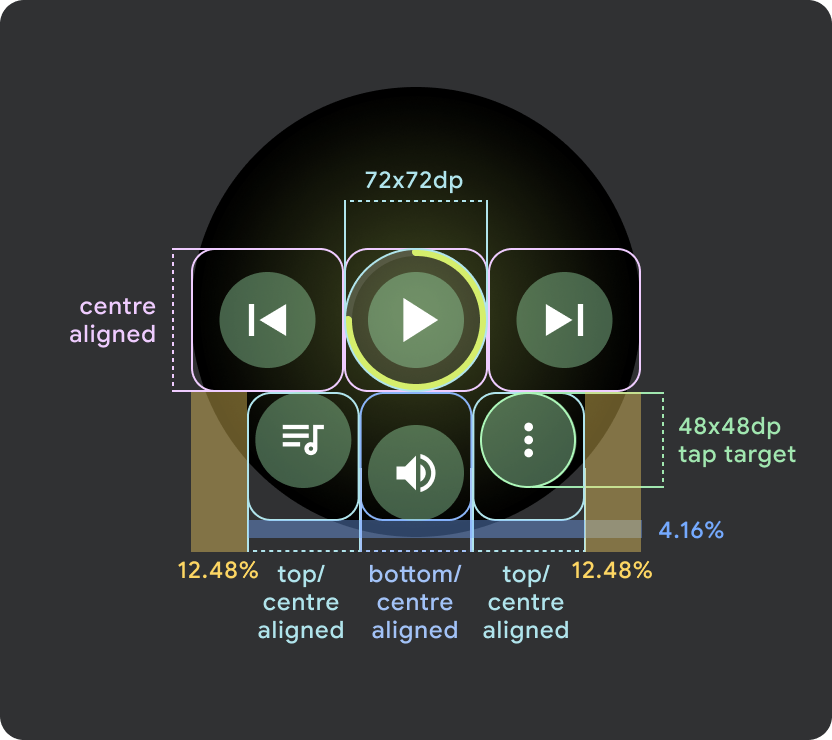 72x72dp
centre
aligned
48x48dp
tap target
4.16%
12.48%
top/
centre
aligned
bottom/
centre
aligned
top/
centre
aligned
12.48%